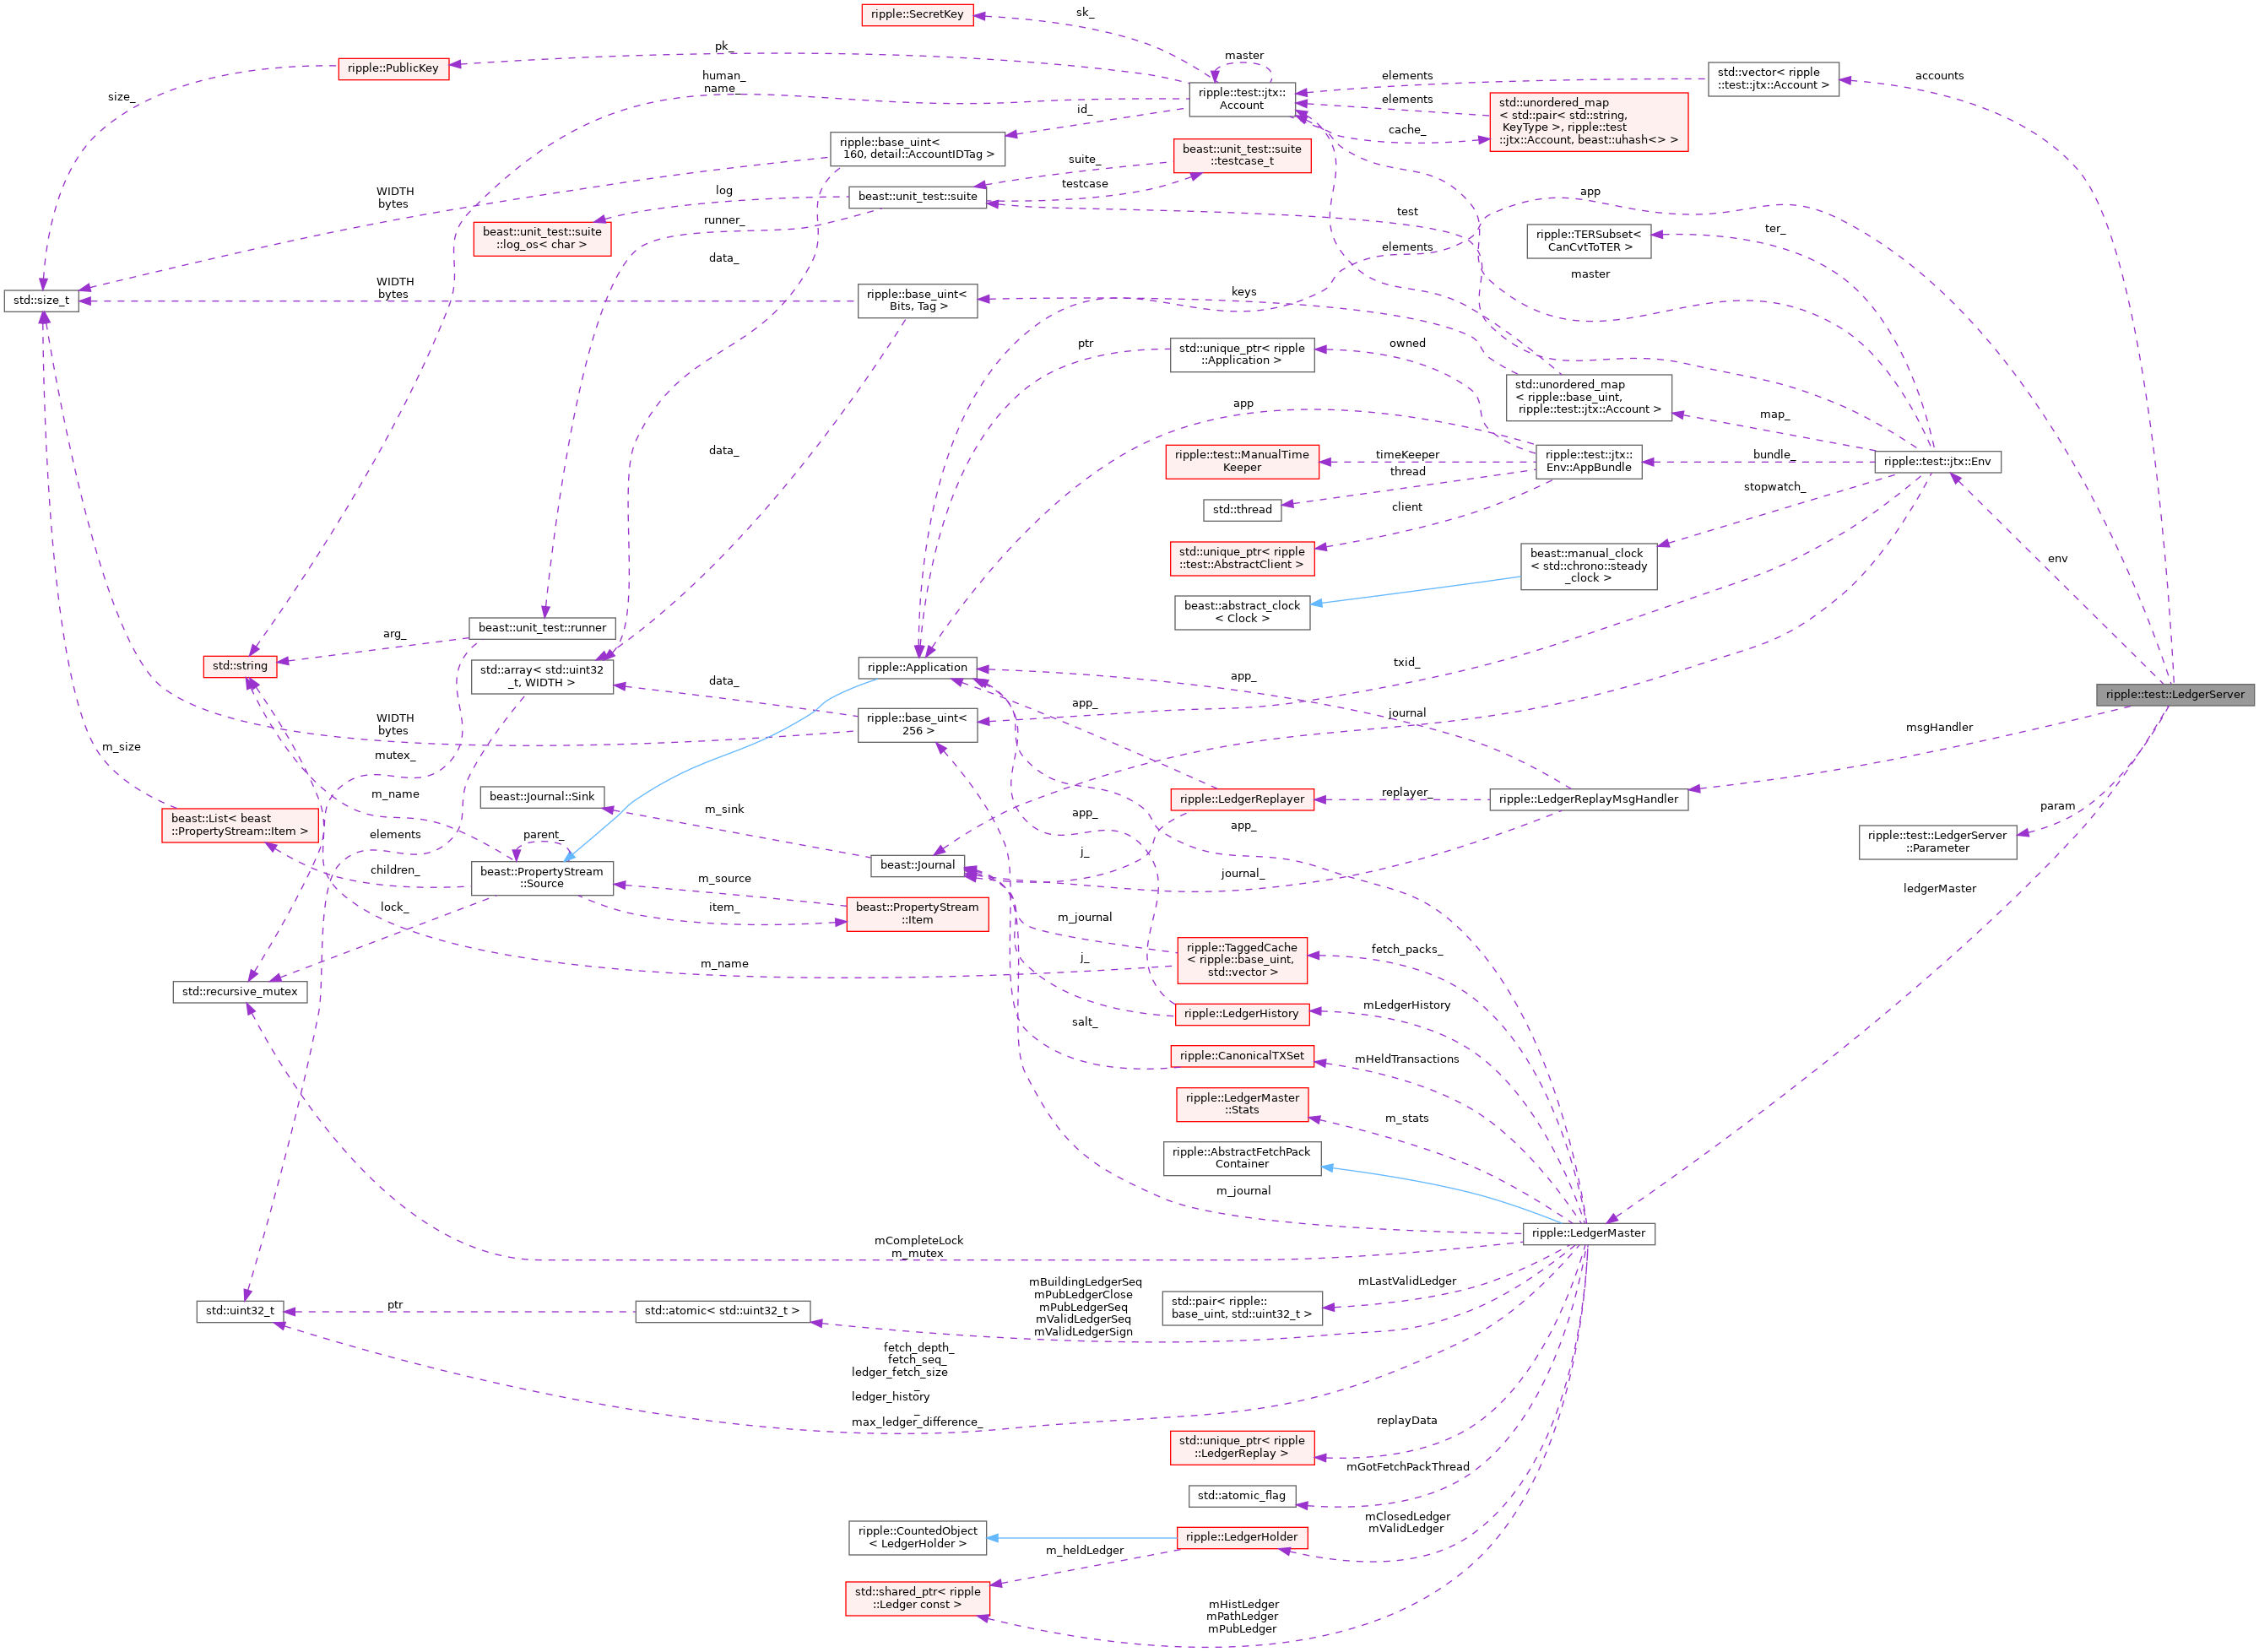 ripple::SecretKey
sk_
pk_
master
ripple::PublicKey
human_
name_
ripple::test::jtx::
Account
elements
std::vector< ripple
::test::jtx::Account >
accounts
size_
id_
elements
std::unordered_map
< std::pair< std::string,
KeyType >, ripple::test
::jtx::Account, beast::uhash<> >
cache_
ripple::base_uint<
160, detail::AccountIDTag >
suite_
beast::unit_test::suite
::testcase_t
testcase
WIDTH
bytes
log
beast::unit_test::suite
app
runner_
test
beast::unit_test::suite
::log_os< char >
ripple::TERSubset<
CanCvtToTER >
ter_
data_
elements
master
std::size_t
WIDTH
bytes
ripple::base_uint<
Bits, Tag >
keys
ptr
std::unique_ptr< ripple
::Application >
owned
std::unordered_map
< ripple::base_uint,
ripple::test::jtx::Account >
map_
app
data_
ripple::test::ManualTime
Keeper
timeKeeper
ripple::test::jtx::
Env::AppBundle
bundle_
ripple::test::jtx::Env
thread
stopwatch_
std::thread
client
std::unique_ptr< ripple
::test::AbstractClient >
beast::manual_clock
< std::chrono::steady
_clock >
env
beast::abstract_clock
< Clock >
beast::unit_test::runner
arg_
std::string
std::array< std::uint32
_t, WIDTH >
data_
ripple::Application
app_
txid_
ripple::test::LedgerServer
app_
journal
WIDTH
bytes
ripple::base_uint<
256 >
msgHandler
m_size
mutex_
m_name
beast::Journal::Sink
m_sink
ripple::LedgerReplayer
replayer_
ripple::LedgerReplayMsgHandler
param
beast::List< beast
::PropertyStream::Item >
elements
parent_
app_
app_
ripple::test::LedgerServer
::Parameter
children_
beast::PropertyStream
::Source
beast::Journal
j_
journal_
m_source
ledgerMaster
lock_
item_
beast::PropertyStream
::Item
m_journal
m_name
j_
ripple::TaggedCache
< ripple::base_uint,
std::vector >
fetch_packs_
std::recursive_mutex
ripple::LedgerHistory
mLedgerHistory
salt_
ripple::CanonicalTXSet
mHeldTransactions
ripple::LedgerMaster
::Stats
m_stats
ripple::AbstractFetchPack
Container
m_journal
ripple::LedgerMaster
mCompleteLock
m_mutex
std::uint32_t
ptr
std::atomic< std::uint32_t >
mBuildingLedgerSeq
mPubLedgerClose
mPubLedgerSeq
mValidLedgerSeq
mValidLedgerSign
std::pair< ripple::
base_uint, std::uint32_t >
mLastValidLedger
fetch_depth_
fetch_seq_
ledger_fetch_size
_
ledger_history
_
max_ledger_difference_
replayData
std::unique_ptr< ripple
::LedgerReplay >
mGotFetchPackThread
std::atomic_flag
ripple::CountedObject
< LedgerHolder >
ripple::LedgerHolder
mClosedLedger
mValidLedger
m_heldLedger
std::shared_ptr< ripple
::Ledger const >
mHistLedger
mPathLedger
mPubLedger